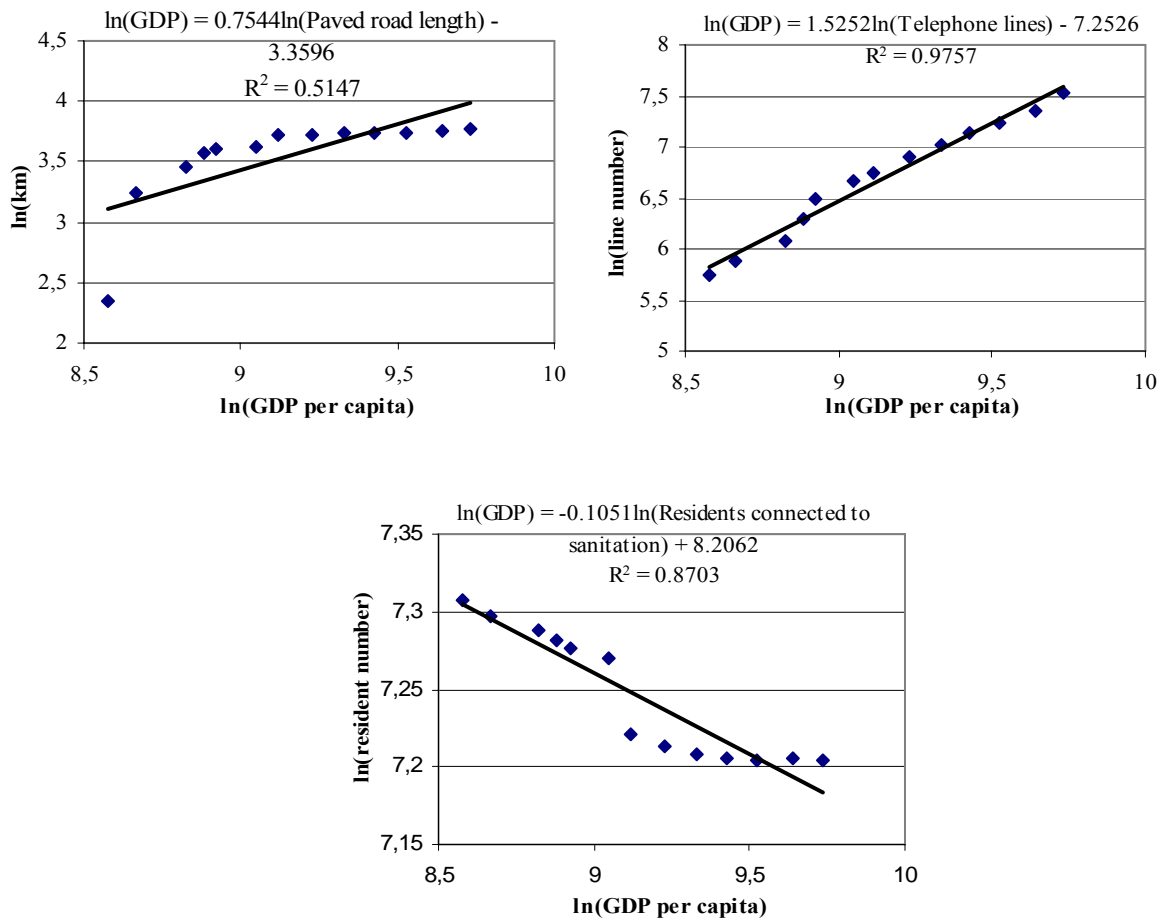 ln(GDP) = 0.7544ln(Paved road length) -
3.3596
R² = 0.5147
4,5
4
3,5
3
2,5
2
ln(km)
8,5
9
9,5
10
ln(GDP per capita)
ln(GDP) = 1.5252ln(Telephone lines) - 7.2526
R² = 0.9757
8
7,5
7
6,5
6
5,5
5
ln(line number)
8,5
9
9,5
10
ln(GDP per capita)
ln(GDP) = -0.1051ln(Residents connected to
sanitation) + 8.2062
R² = 0.8703
7,35
7,3
7,25
7,2
7,15
ln(resident number)
8,5
9
9,5
10
ln(GDP per capita)